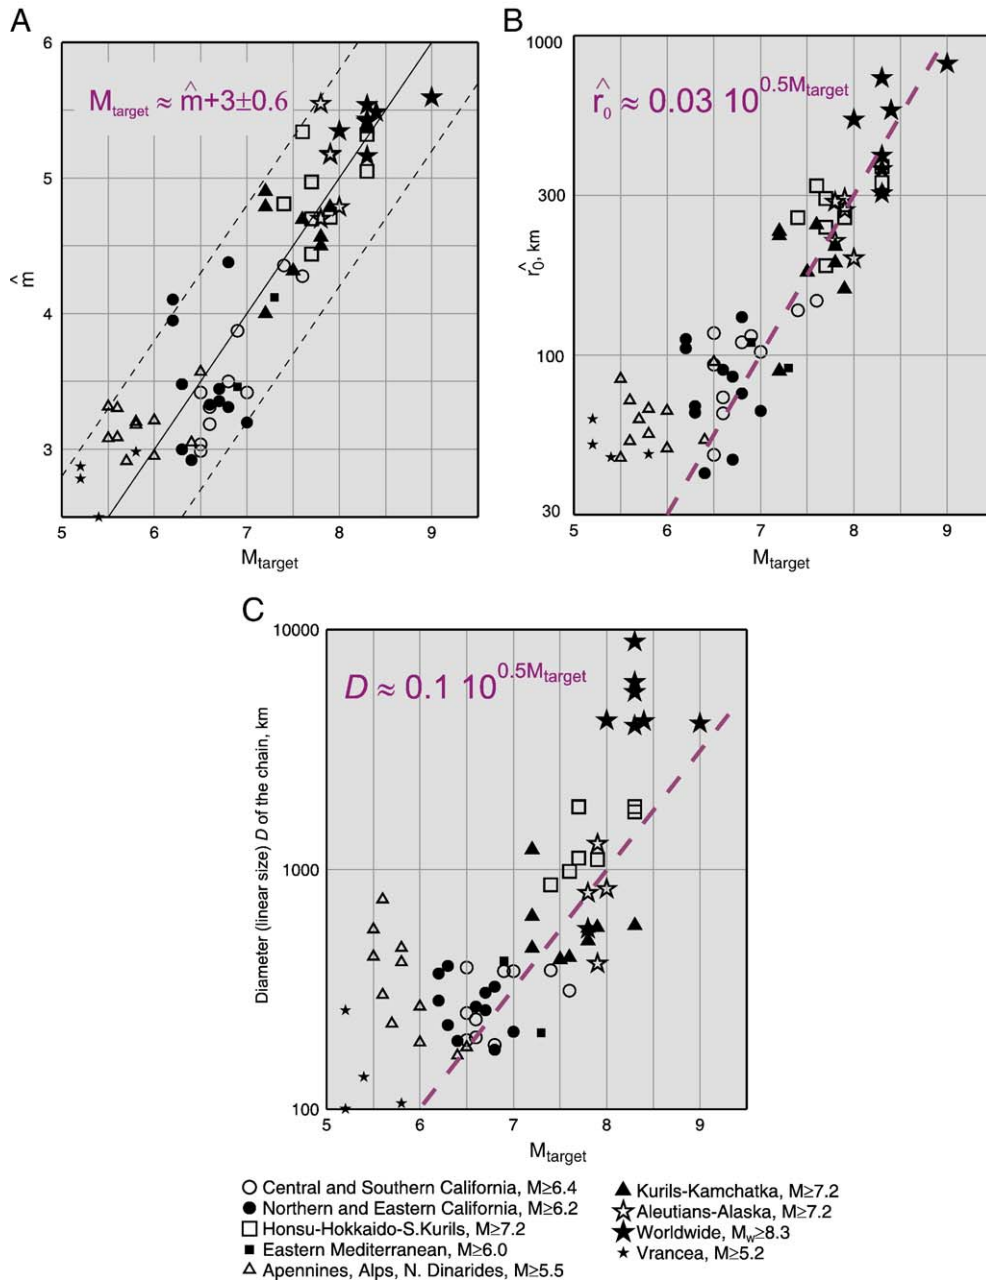 A
M_target ≈ m̂+3±0.6
6
5
4
3
m̂
5 6 7 8 9
M_target
B
r̂₀ ≈ 0.03 10^0.5M_target
1000
300
100
30
r̂₀, km
5 6 7 8 9
M_target
C
D ≈ 0.1 10^0.5M_target
10000
1000
100
Diameter (linear size) D of the chain, km
5 6 7 8 9
M_target
Central and Southern California, M≥6.4
Northern and Eastern California, M≥6.2
Honsu-Hokkaido-S.Kurils, M≥7.2
Eastern Mediterranean, M≥6.0
Apennines, Alps, N. Dinarides, M≥5.5
Kurils-Kamchatka, M≥7.2
Aleutians-Alaska, M≥7.2
Worldwide, M_w≥8.3
Vrancea, M≥5.2